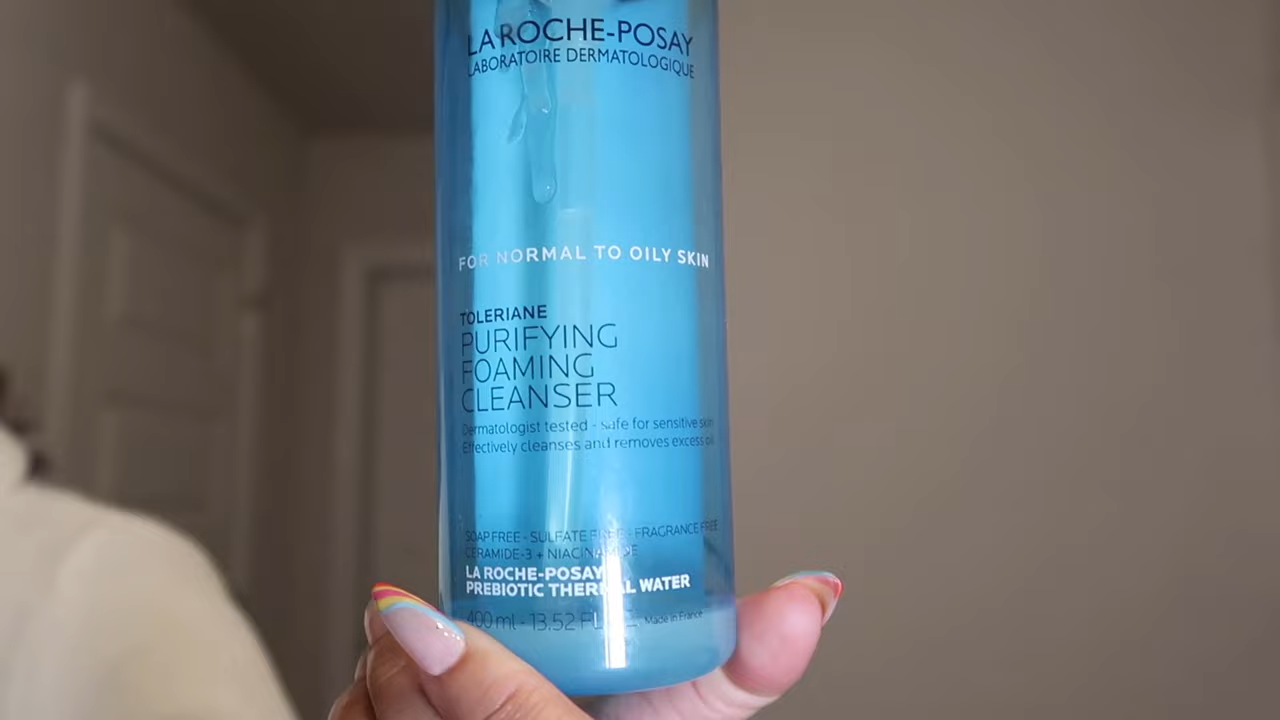 LA ROCHE-POSAY
LABORATOIRE DERMATOLOGIQUE
FOR NORMAL TO OILY SKIN
TOLERIANE
PURIFYING
FOAMING
CLEANSER
Dermatologist tested - safe for sensitive skin
Effectively cleanses and removes excess oil
SOAP FREE - SULFATE FREE - FRAGRANCE FREE
CERAMIDE-3 + NIACINAMIDE
LA ROCHE-POSAY
PREBIOTIC THERMAL WATER
400 ml - 13.52 FL
Made in France